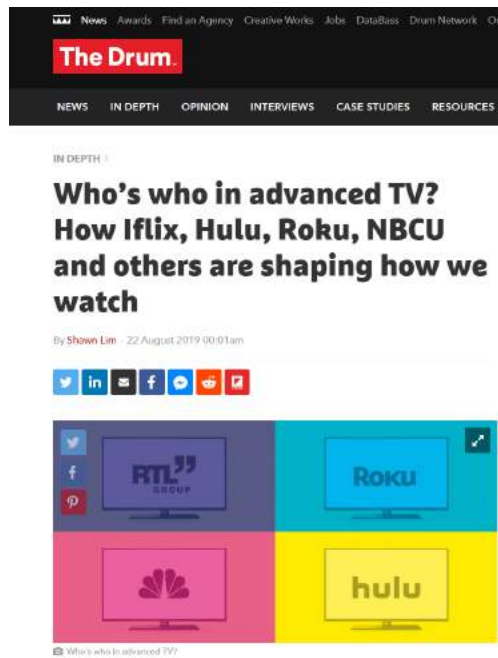 News Awards Find an Agency Creative Works Jobs DataBass Drum Network
The Drum.
NEWS IN DEPTH OPINION INTERVIEWS CASE STUDIES RESOURCES
IN DEPTH
Who's who in advanced TV?
How Iflix, Hulu, Roku, NBCU
and others are shaping how we
watch
By Shawn Lim - 22 August 2019 00:01am
RTL"
GROUP
ROKU
hulu
Who's who in advanced TV?